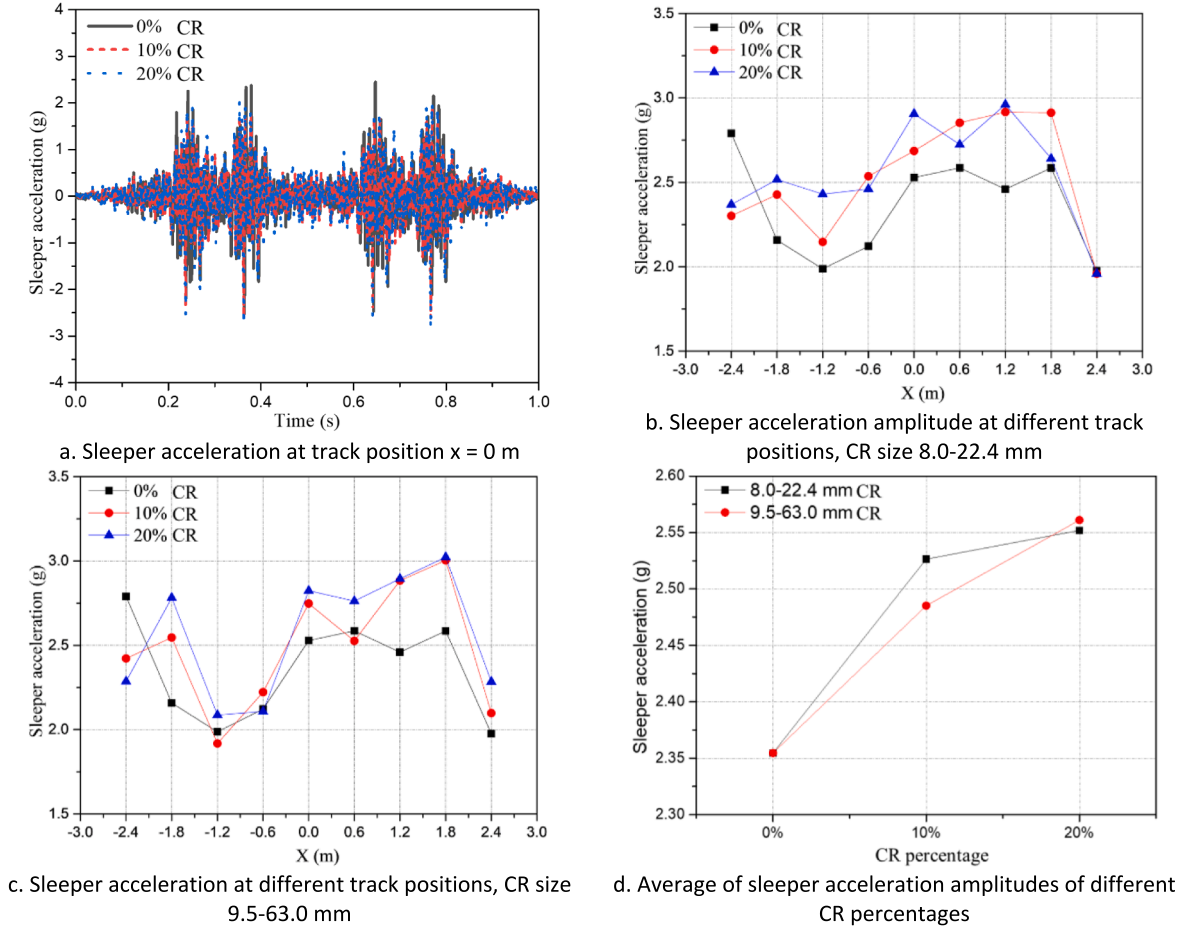 4
3
2
1
0
-1
-2
-3
-4
Sleeper acceleration (g)
0% CR
10% CR
20% CR
0.0 0.2 0.4 0.6 0.8 1.0
Time (s)
a. Sleeper acceleration at track position x = 0 m
3.5
3.0
2.5
2.0
1.5
Sleeper acceleration (g)
0% CR
10% CR
20% CR
-3.0 -2.4 -1.8 -1.2 -0.6 0.0 0.6 1.2 1.8 2.4 3.0
X (m)
b. Sleeper acceleration amplitude at different track
positions, CR size 8.0-22.4 mm
3.5
3.0
2.5
2.0
1.5
Sleeper acceleration (g)
0% CR
10% CR
20% CR
-3.0 -2.4 -1.8 -1.2 -0.6 0.0 0.6 1.2 1.8 2.4 3.0
X (m)
c. Sleeper acceleration at different track positions, CR size
9.5-63.0 mm
2.60
2.55
2.50
2.45
2.40
2.35
2.30
Sleeper acceleration (g)
8.0-22.4 mm CR
9.5-63.0 mm CR
0% 10% 20%
CR percentage
d. Average of sleeper acceleration amplitudes of different
CR percentages